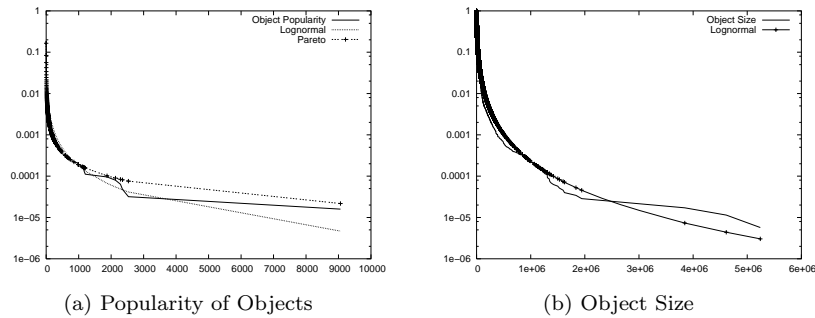 1
0.1
0.01
0.001
0.0001
1e-05
1e-06
0 1000 2000 3000 4000 5000 6000 7000 8000 9000 10000
Object Popularity
Lognormal
Pareto
(a) Popularity of Objects
1
0.1
0.01
0.001
0.0001
1e-05
1e-06
0 1e+06 2e+06 3e+06 4e+06 5e+06 6e+06
Object Size
Lognormal
(b) Object Size